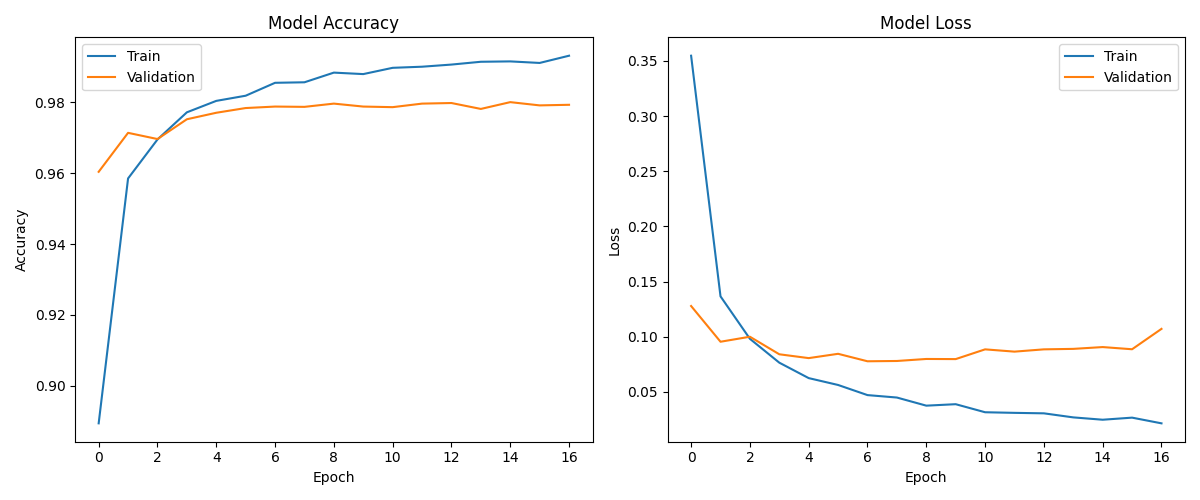 Model Accuracy
Train
Validation
0.98
0.96
0.94
0.92
0.90
Accuracy
0 2 4 6 8 10 12 14 16
Epoch
Model Loss
Train
Validation
0.35
0.30
0.25
0.20
0.15
0.10
0.05
Loss
0 2 4 6 8 10 12 14 16
Epoch